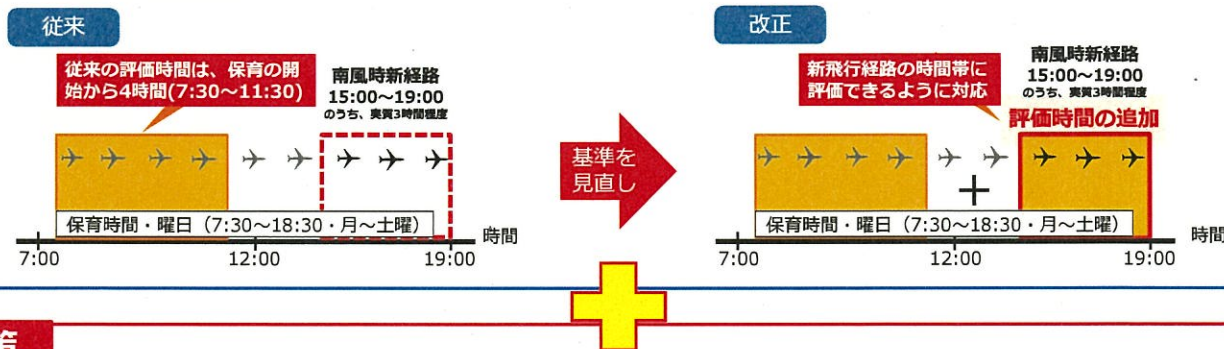 従来
従来の評価時間は、保育の開
始から4時間(7:30～11:30)
南風時新経路
15:00～19:00
のうち、実質3時間程度
保育時間・曜日（7:30～18:30・月～土曜）
時間
7:00
12:00
19:00
基準を
見直し
改正
新飛行経路の時間帯に
評価できるように対応
南風時新経路
15:00～19:00
のうち、実質3時間程度
評価時間の追加
＋
保育時間・曜日（7:30～18:30・月～土曜）
時間
7:00
12:00
19:00